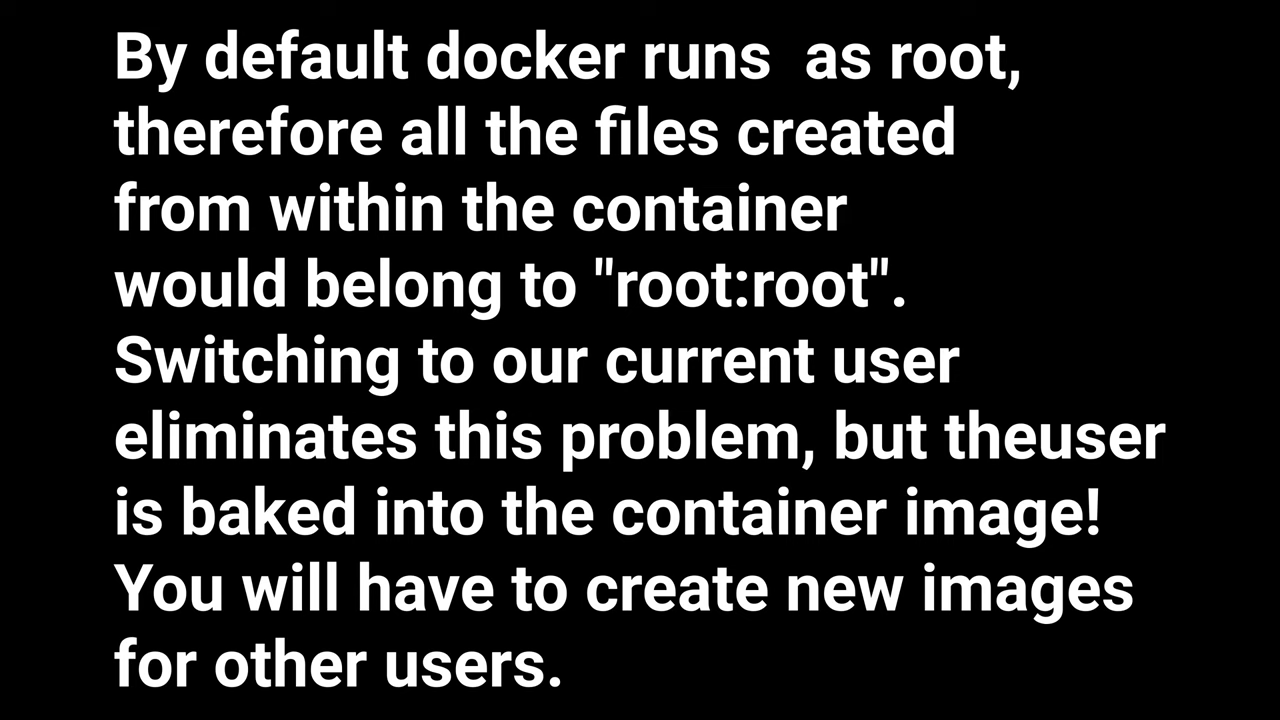 By default docker runs  as root,
therefore all the files created
from within the container
would belong to "root:root".
Switching to our current user
eliminates this problem, but theuser
is baked into the container image!
You will have to create new images
for other users.